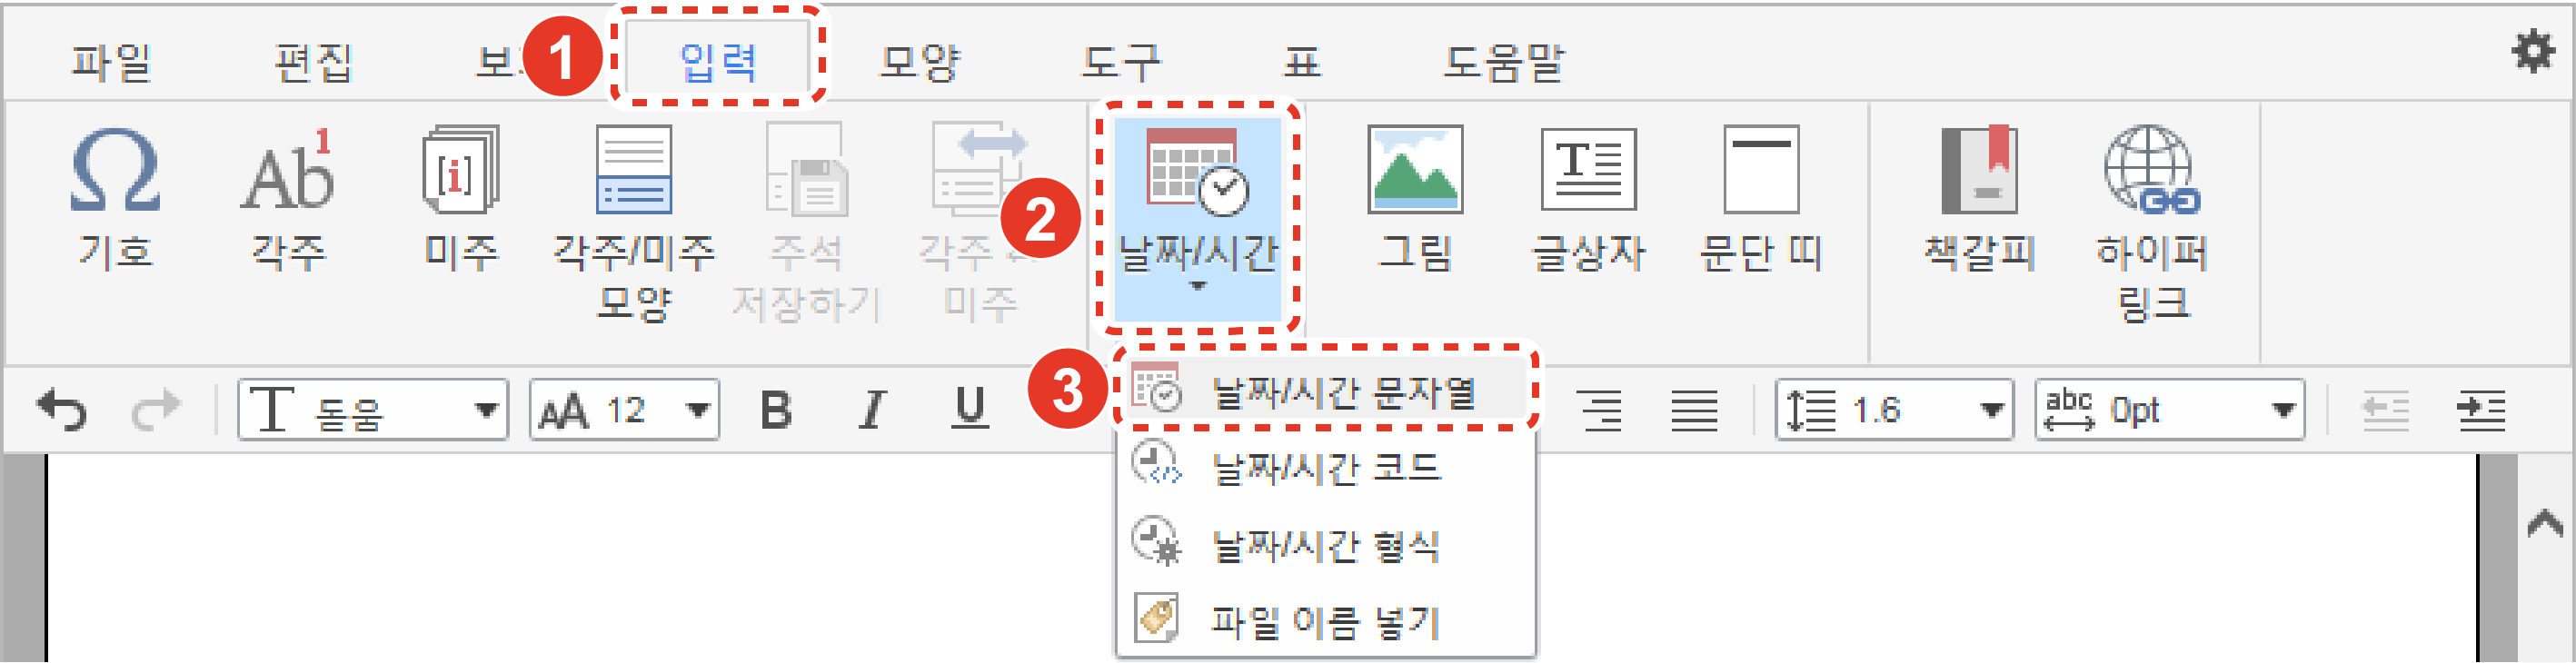 파일 편집 1 입력 모양 도구 표 도움말
기호 각주 미주 각주/미주 모양 주석 저장하기 각주 미주 2 날짜/시간 그림 글상자 문단 띠 책갈피 하이퍼 링크
돋움 12 B I U 1.6 abc 0pt
3 날짜/시간 문자열
날짜/시간 코드
날짜/시간 형식
파일 이름 넣기